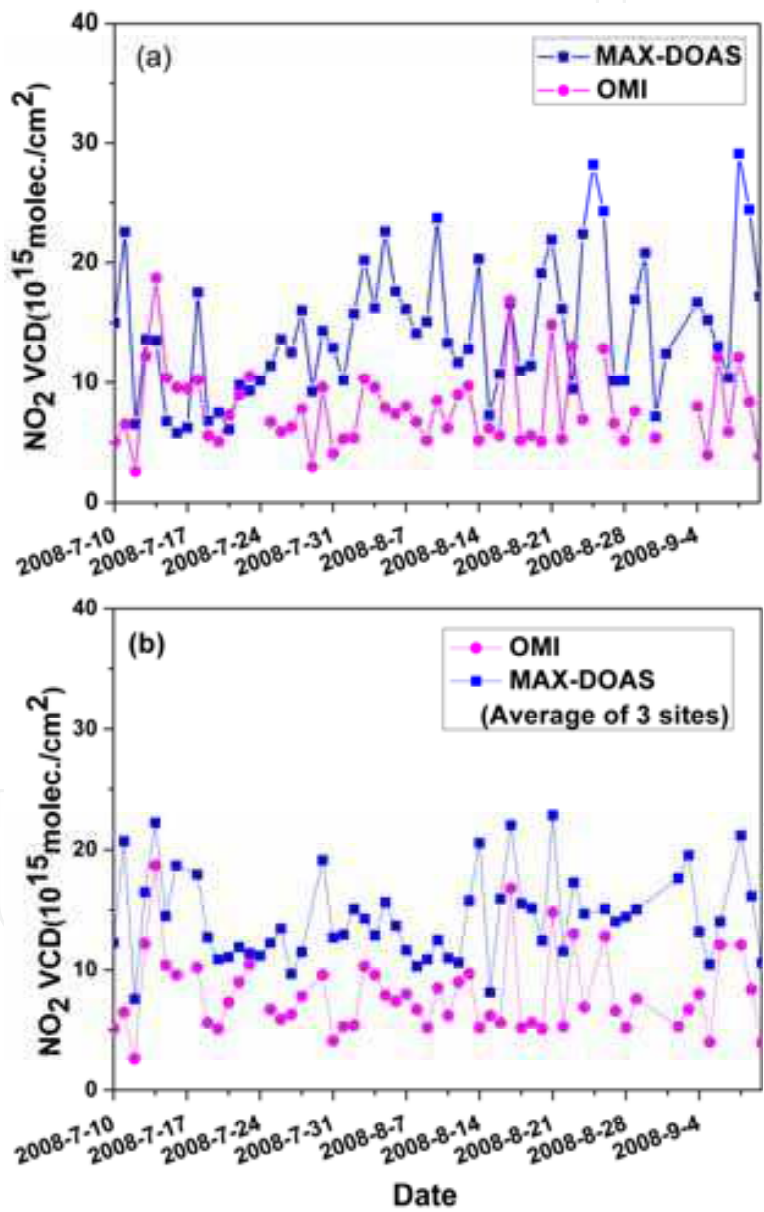 (a)
MAX-DOAS
OMI
NO2 VCD(10^15 molec./cm^2)
40
30
20
10
0
2008-7-10
2008-7-17
2008-7-24
2008-7-31
2008-8-7
2008-8-14
2008-8-21
2008-8-28
2008-9-4
(b)
OMI
MAX-DOAS
(Average of 3 sites)
NO2 VCD(10^15 molec./cm^2)
40
30
20
10
0
2008-7-10
2008-7-17
2008-7-24
2008-7-31
2008-8-7
2008-8-14
2008-8-21
2008-8-28
2008-9-4
Date